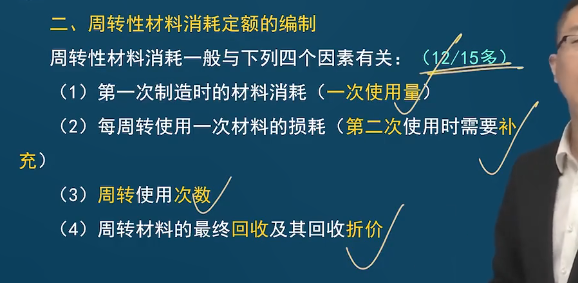 二、周转性材料消耗定额的编制
周转性材料消耗一般与下列四个因素有关：（12/15多）
（1）第一次制造时的材料消耗（一次使用量）
（2）每周转使用一次材料的损耗（第二次使用时需要补
充）
（3）周转使用次数
（4）周转材料的最终回收及其回收折价